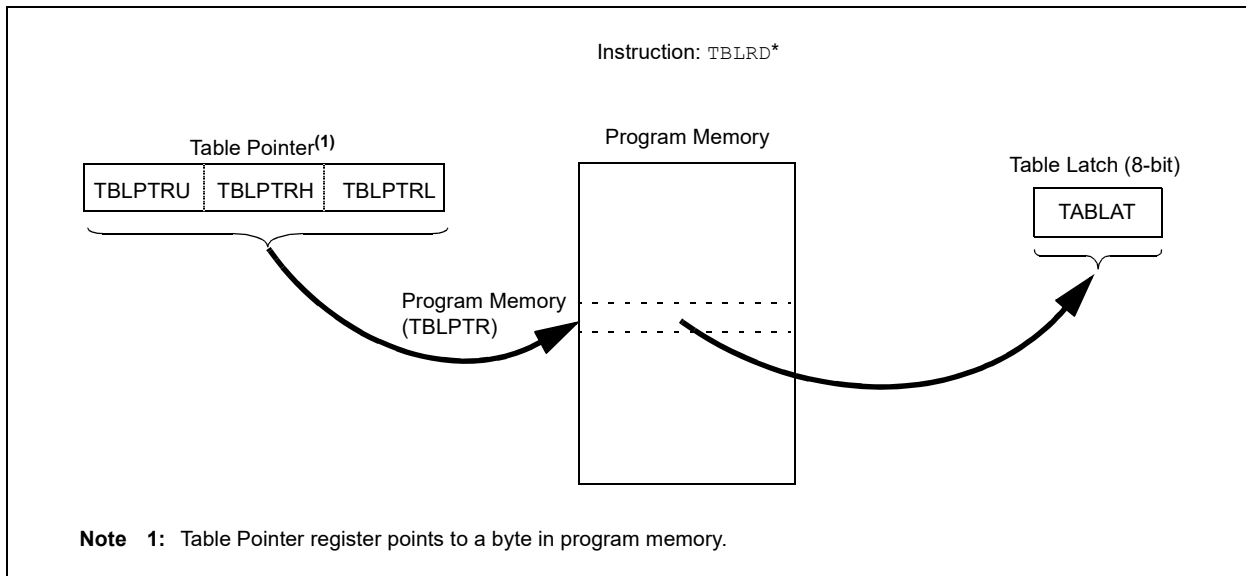 Instruction: TBLRD*
Table Pointer(1)
TBLPTRU TBLPTRH TBLPTRL
Program Memory
Table Latch (8-bit)
TABLAT
Program Memory
(TBLPTR)
Note 1: Table Pointer register points to a byte in program memory.